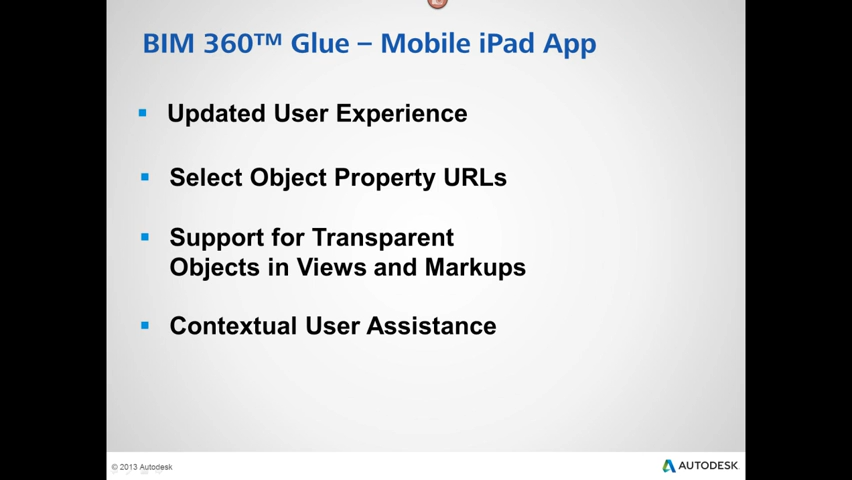 BIM 360™ Glue – Mobile iPad App
▪ Updated User Experience
▪ Select Object Property URLs
▪ Support for Transparent
Objects in Views and Markups
▪ Contextual User Assistance
© 2013 Autodesk
AUTODESK.